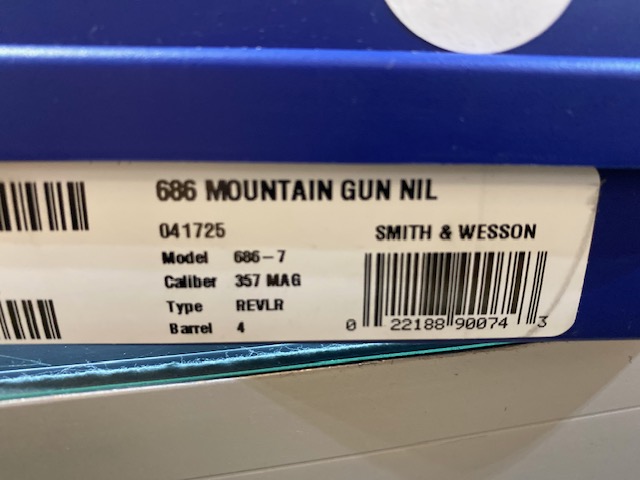 686 MOUNTAIN GUN NIL
041725
SMITH & WESSON
Model 686-7
Caliber 357 MAG
Type REVLR
Barrel 4
0 22188 90074 3